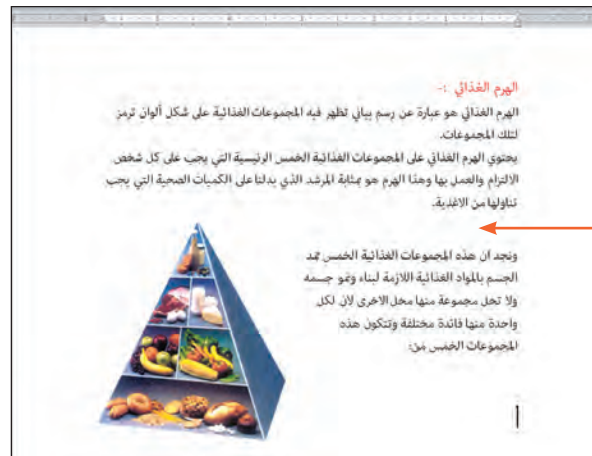 الهرم الغذائي :-
الهرم الغذائي هو عبارة عن رسم بياني تظهر فيه المجموعات الغذائية على شكل ألوان ترمز
لتلك المجموعات.
يحتوي الهرم الغذائي على المجموعات الغذائية الخمس الرئيسية التي يجب على كل شخص
الالتزام والعمل بها وهذا الهرم هو بمثابة المرشد الذي يدلنا على الكميات الصحية التي يجب
تناولها من الاغذية.
ونجد ان هذه المجموعات الغذائية الخمس تمد
الجسم بالمواد الغذائية اللازمة لبناء ونمو جسمه
ولا تحل مجموعة منها محل الاخرى لان لكل
واحدة منها فائدة مختلفة وتتكون هذه
المجموعات الخمس من: